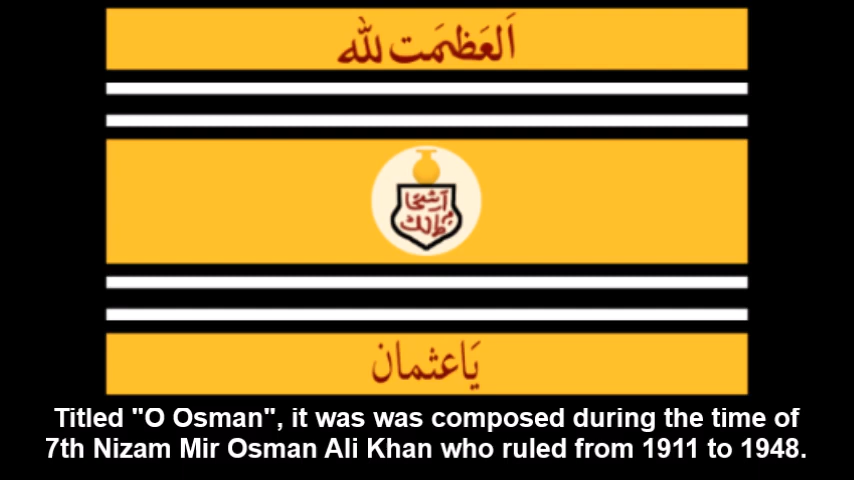 اَلعَظمَت لله
یَاعثمان
Titled "O Osman", it was was composed during the time of
7th Nizam Mir Osman Ali Khan who ruled from 1911 to 1948.